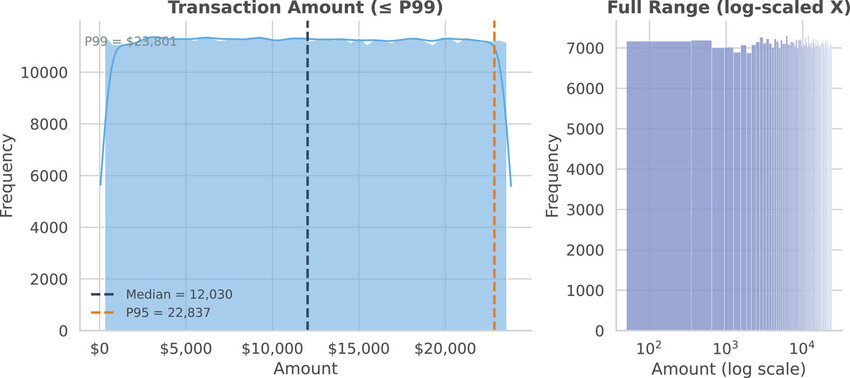 Transaction Amount (≤ P99)
P99 = $23,801
Frequency
10000
8000
6000
4000
2000
0
Median = 12,030
P95 = 22,837
$0 $5,000 $10,000 $15,000 $20,000
Amount
Full Range (log-scaled X)
Frequency
7000
6000
5000
4000
3000
2000
1000
0
10² 10³ 10⁴
Amount (log scale)